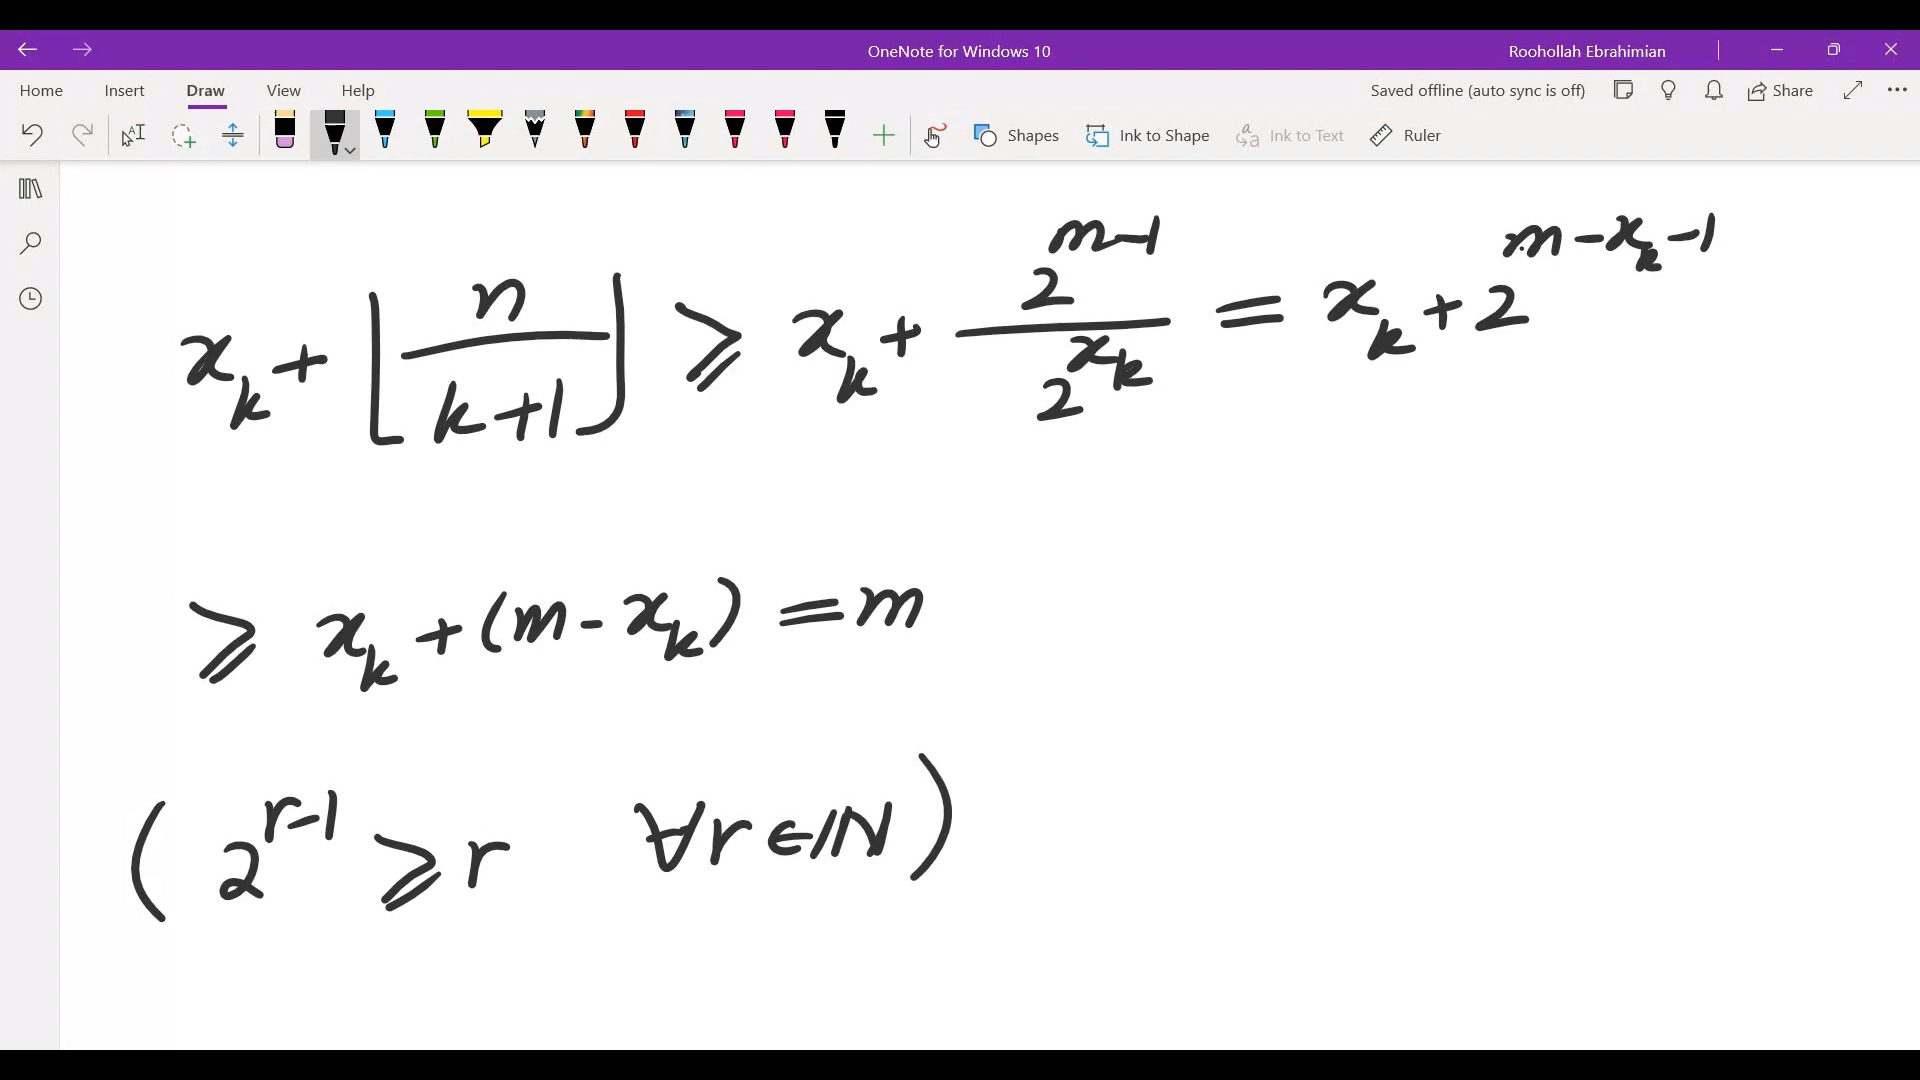 OneNote for Windows 10
Roohollah Ebrahimian
Home Insert Draw View Help
Saved offline (auto sync is off) Share
Shapes Ink to Shape Ink to Text Ruler
x_k + ⌊n/(k+1)⌋ ⩾ x_k + 2^(m-1)/2^(x_k) = x_k + 2^(m-x_k-1)
⩾ x_k + (m - x_k) = m
(2^(r-1) ⩾ r ∀r∈ℕ)